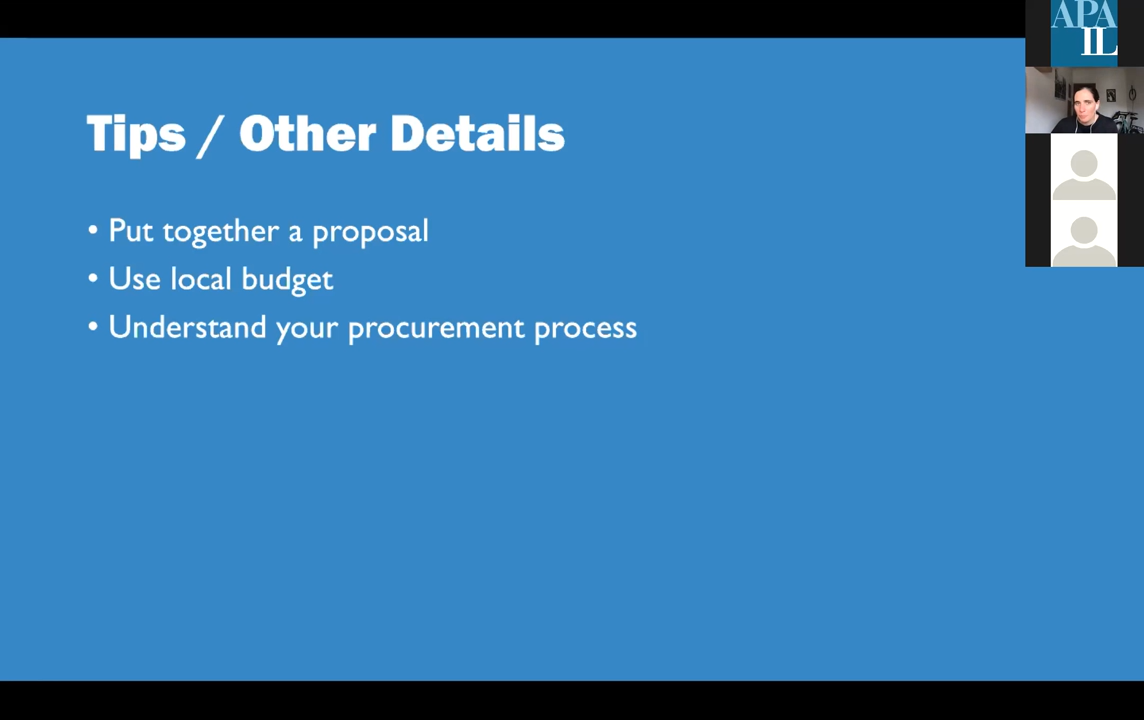 APA
IL
Tips / Other Details
• Put together a proposal
• Use local budget
• Understand your procurement process